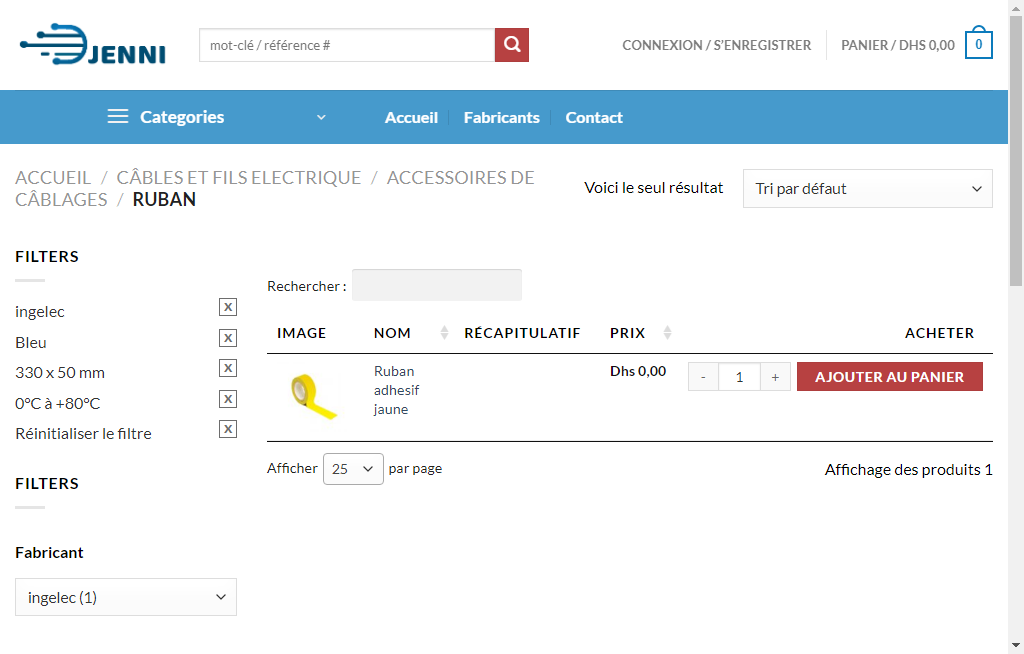 JENNI
mot-clé / référence #
CONNEXION / S'ENREGISTRER
PANIER / DHS 0,00
0
Categories
Accueil
Fabricants
Contact
ACCUEIL / CÂBLES ET FILS ELECTRIQUE / ACCESSOIRES DE
CÂBLAGES / RUBAN
Voici le seul résultat
Tri par défaut
FILTERS
ingelec X
Bleu X
330 x 50 mm X
0°C à +80°C X
Réinitialiser le filtre X
FILTERS
Fabricant
ingelec (1)
Rechercher :
IMAGE NOM RÉCAPITULATIF PRIX ACHETER
Ruban
adhesif
jaune
Dhs 0,00
- 1 +
AJOUTER AU PANIER
Afficher 25 par page
Affichage des produits 1